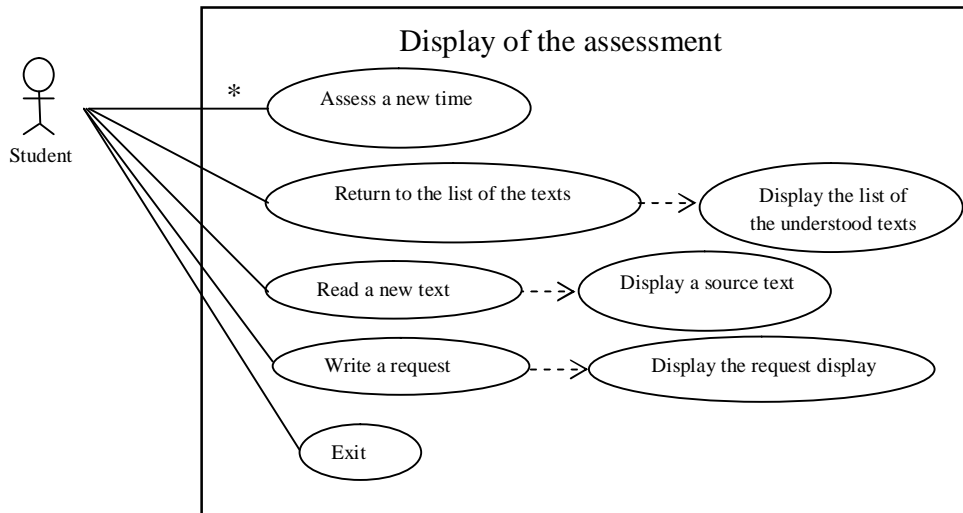 Display of the assessment
*
Assess a new time
Student
Return to the list of the texts
Display the list of
the understood texts
Read a new text
Display a source text
Write a request
Display the request display
Exit